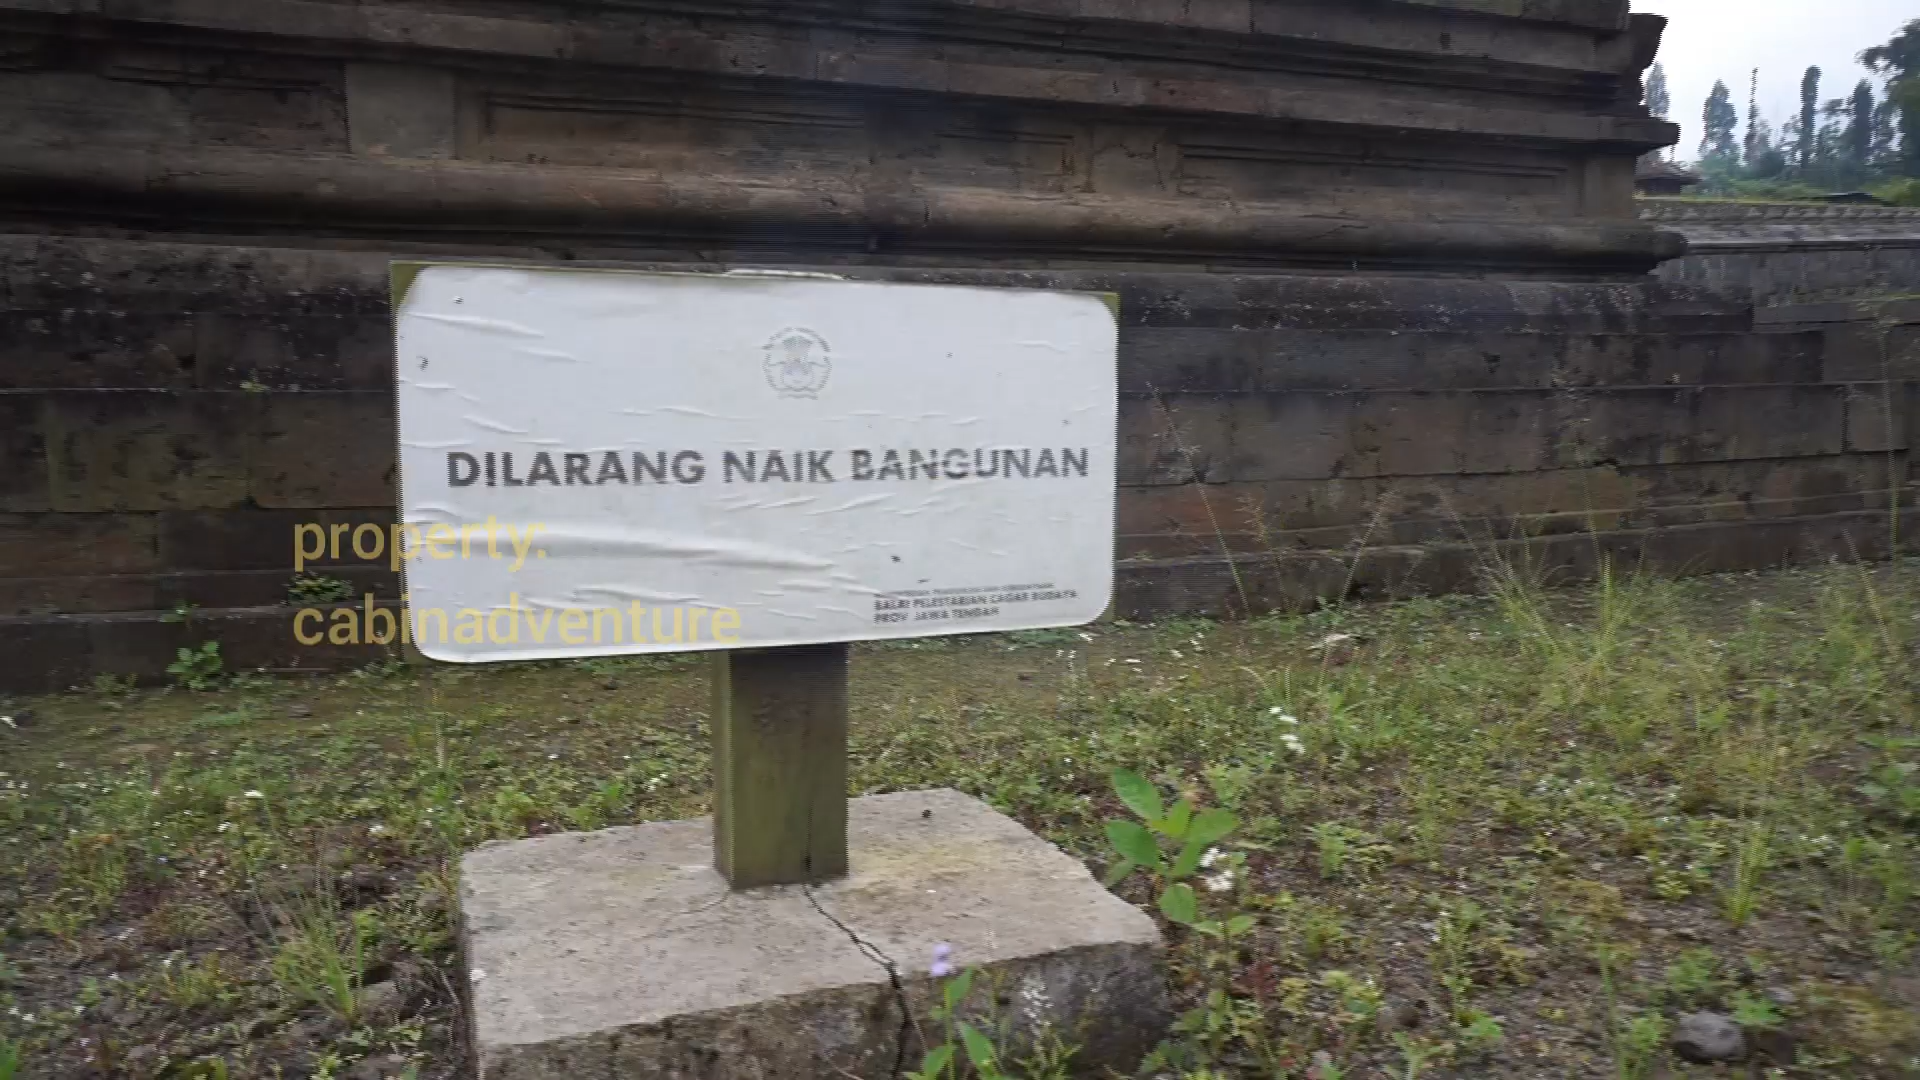 DILARANG NAIK BANGUNAN
property:
cabinadventure
BALAI PELESTARIAN CAGAR BUDAYA
PROV JAWA TENGAH